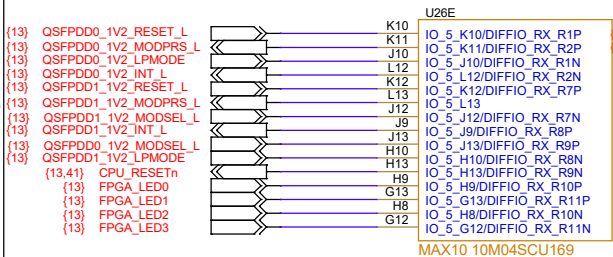 U26E
{13} QSFPDD0_1V2_RESET_L K10 IO_5_K10/DIFFIO_RX_R1P
{13} QSFPDD0_1V2_MODPRS_L K11 IO_5_K11/DIFFIO_RX_R2P
{13} QSFPDD0_1V2_LPMODE J10 IO_5_J10/DIFFIO_RX_R1N
{13} QSFPDD0_1V2_INT_L L12 IO_5_L12/DIFFIO_RX_R2N
{13} QSFPDD1_1V2_RESET_L K12 IO_5_K12/DIFFIO_RX_R7P
{13} QSFPDD1_1V2_MODPRS_L L13 IO_5_L13
{13} QSFPDD1_1V2_MODSEL_L J12 IO_5_J12/DIFFIO_RX_R7N
{13} QSFPDD1_1V2_INT_L J9 IO_5_J9/DIFFIO_RX_R8P
{13} QSFPDD0_1V2_MODSEL_L J13 IO_5_J13/DIFFIO_RX_R9P
{13} QSFPDD1_1V2_LPMODE H10 IO_5_H10/DIFFIO_RX_R8N
{13,41} CPU_RESETn H13 IO_5_H13/DIFFIO_RX_R9N
{13} FPGA_LED0 H9 IO_5_H9/DIFFIO_RX_R10P
{13} FPGA_LED1 G13 IO_5_G13/DIFFIO_RX_R11P
{13} FPGA_LED2 H8 IO_5_H8/DIFFIO_RX_R10N
{13} FPGA_LED3 G12 IO_5_G12/DIFFIO_RX_R11N
MAX10 10M04SCU169